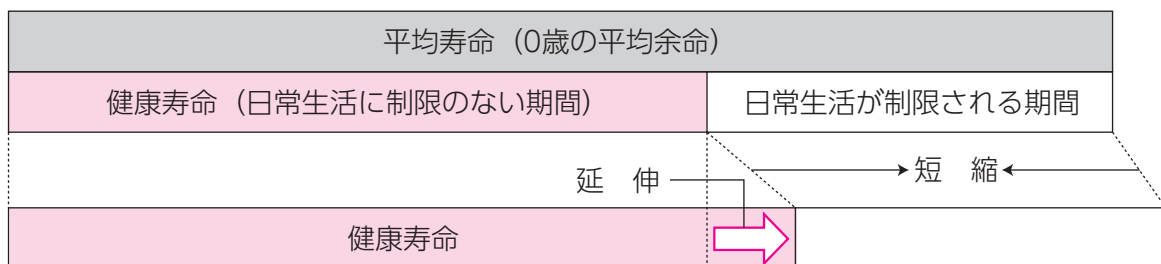 平均寿命（0歳の平均余命）
健康寿命（日常生活に制限のない期間）
日常生活が制限される期間
短 縮
延 伸
健康寿命